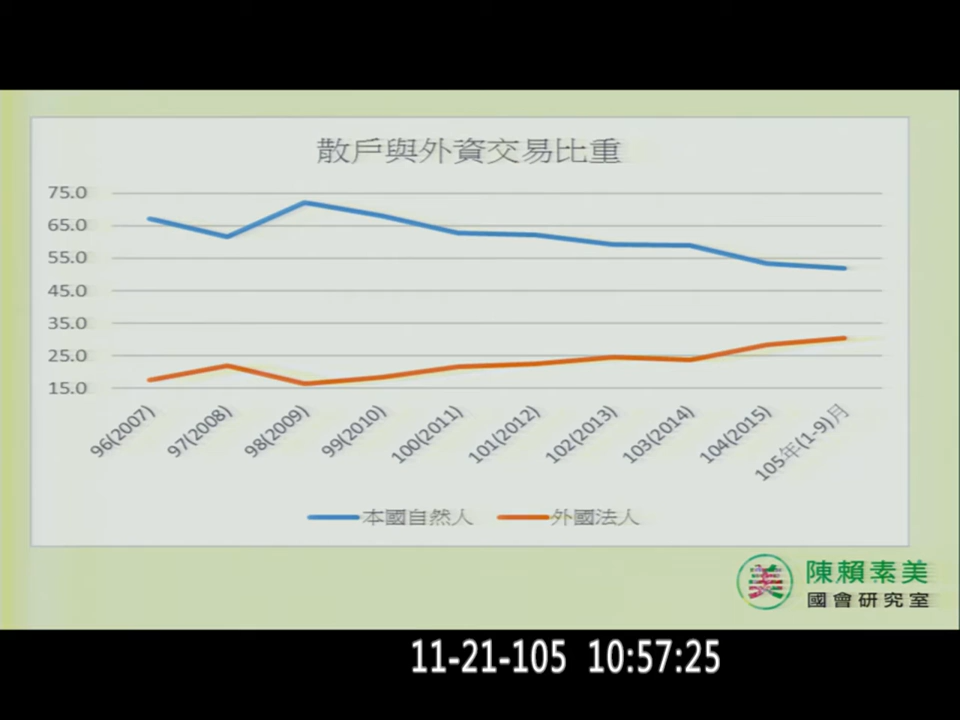 散戶與外資交易比重
75.0
65.0
55.0
45.0
35.0
25.0
15.0
96(2007)
97(2008)
98(2009)
99(2010)
100(2011)
101(2012)
102(2013)
103(2014)
104(2015)
105年(1-9)月
本國自然人
外國法人
美
陳賴素美
國會研究室
11-21-105 10:57:25